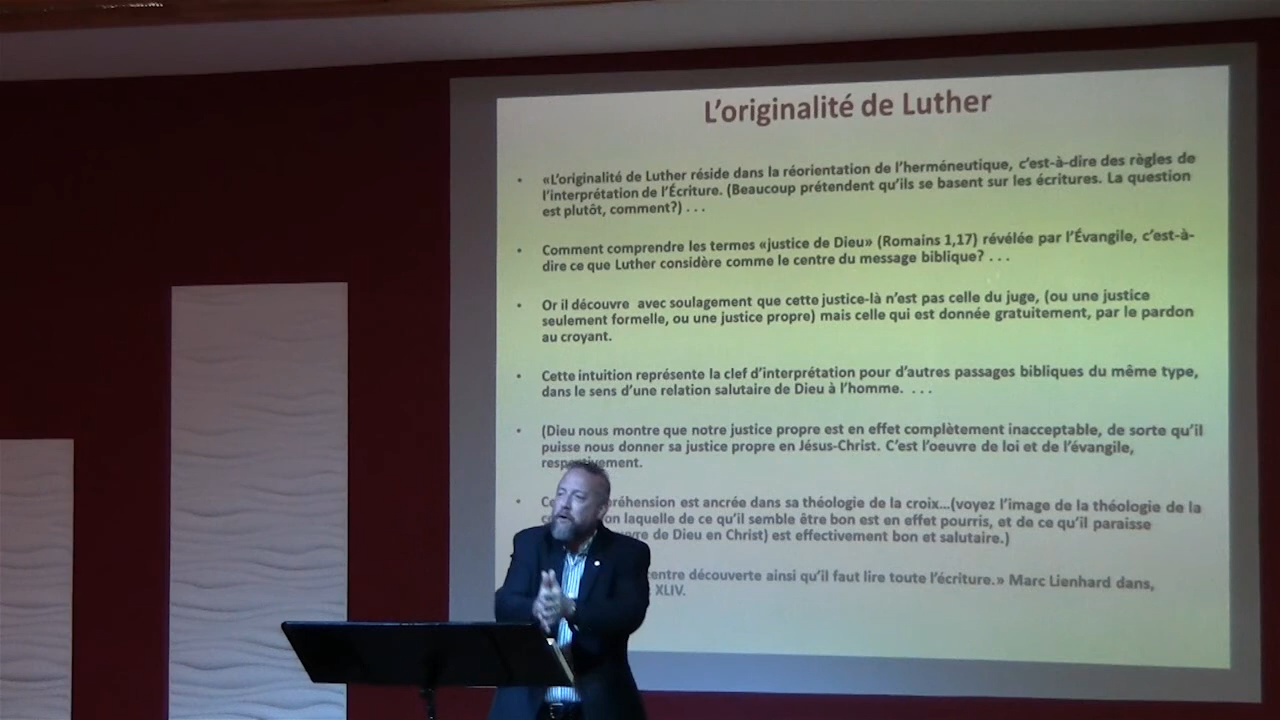 L'originalité de Luther
• «L'originalité de Luther réside dans la réorientation de l'herméneutique, c'est-à-dire des règles de
l'interprétation de l'Écriture. (Beaucoup prétendent qu'ils se basent sur les écritures. La question
est plutôt, comment?) . . .
• Comment comprendre les termes «justice de Dieu» (Romains 1,17) révélée par l'Évangile, c'est-à-
dire ce que Luther considère comme le centre du message biblique? . . .
• Or il découvre avec soulagement que cette justice-là n'est pas celle du juge, (ou une justice
seulement formelle, ou une justice propre) mais celle qui est donnée gratuitement, par le pardon
au croyant.
• Cette intuition représente la clef d'interprétation pour d'autres passages bibliques du même type,
dans le sens d'une relation salutaire de Dieu à l'homme. . . .
• (Dieu nous montre que notre justice propre est en effet complètement inacceptable, de sorte qu'il
puisse nous donner sa justice propre en Jésus-Christ. C'est l'oeuvre de loi et de l'évangile,
respectivement.
• préhension est ancrée dans sa théologie de la croix...(voyez l'image de la théologie de la
laquelle de ce qu'il semble être bon est en effet pourris, et de ce qu'il paraisse
de Dieu en Christ) est effectivement bon et salutaire.)
découverte ainsi qu'il faut lire toute l'écriture.» Marc Lienhard dans,
XLIV.